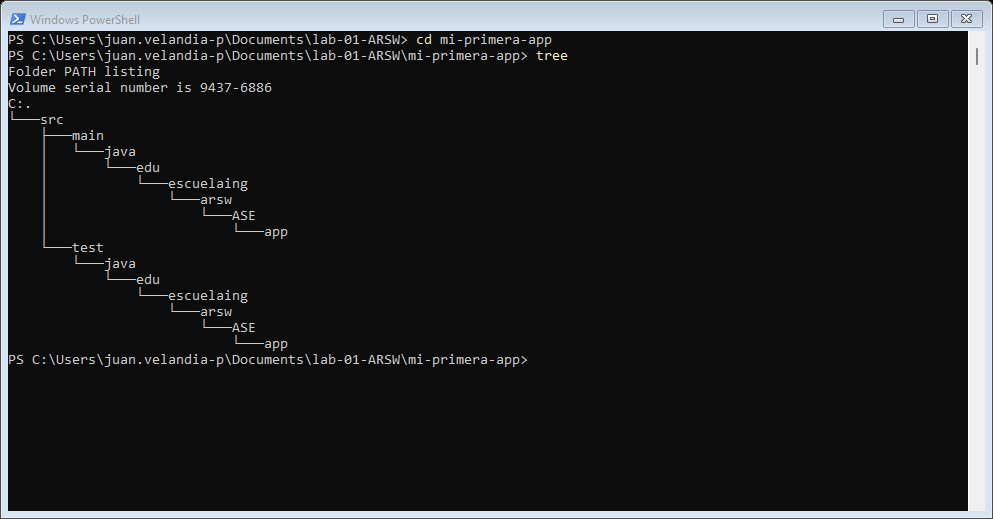 Windows PowerShell
PS C:\Users\juan.velandia-p\Documents\lab-01-ARSW> cd mi-primera-app
PS C:\Users\juan.velandia-p\Documents\lab-01-ARSW\mi-primera-app> tree
Folder PATH listing
Volume serial number is 9437-6886
C:.
└───src
    ├───main
    │   └───java
    │       └───edu
    │           └───escuelaing
    │               └───arsw
    │                   └───ASE
    │                       └───app
    └───test
        └───java
            └───edu
                └───escuelaing
                    └───arsw
                        └───ASE
                            └───app
PS C:\Users\juan.velandia-p\Documents\lab-01-ARSW\mi-primera-app>